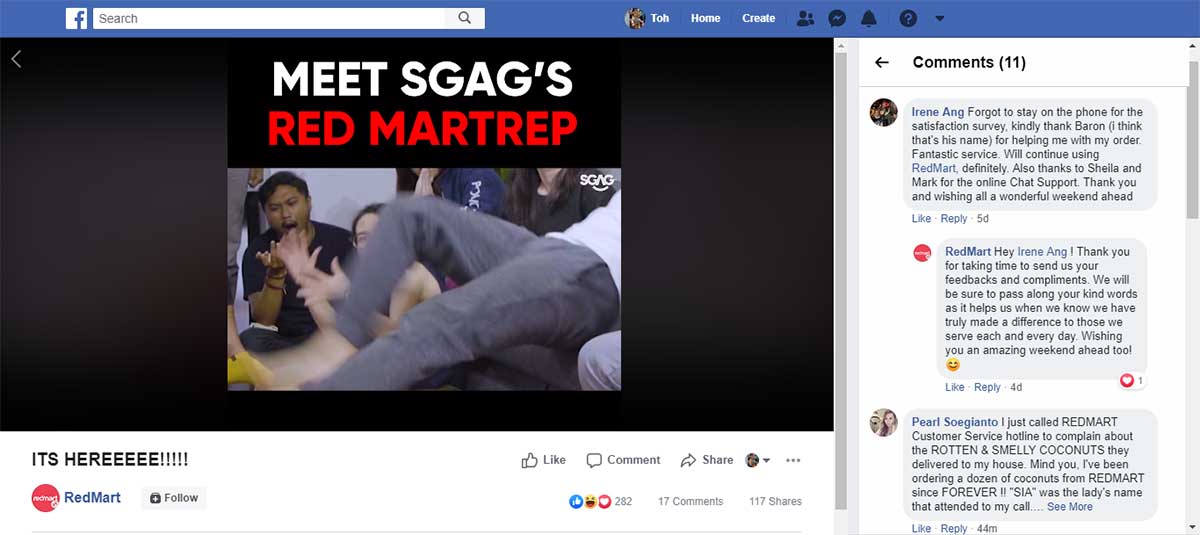 Search
Toh
Home
Create
MEET SGAG'S
RED MARTREP
SGAG
ITS HEREEEEE!!!!!
Like
Comment
Share
redmart
RedMart
Follow
282
17 Comments
117 Shares
Comments (11)
Irene Ang Forgot to stay on the phone for the
satisfaction survey, kindly thank Baron (i think
that's his name) for helping me with my order.
Fantastic service. Will continue using
RedMart, definitely. Also thanks to Sheila and
Mark for the online Chat Support. Thank you
and wishing all a wonderful weekend ahead
Like · Reply · 5d
redmart
RedMart Hey Irene Ang ! Thank you
for taking time to send us your
feedbacks and compliments. We will
be sure to pass along your kind words
as it helps us when we know we have
truly made a difference to those we
serve each and every day. Wishing
you an amazing weekend ahead too!
😊
1
Like · Reply · 4d
Pearl Soegianto I just called REDMART
Customer Service hotline to complain about
the ROTTEN & SMELLY COCONUTS they
delivered to my house. Mind you, I've been
ordering a dozen of coconuts from REDMART
since FOREVER !! "SIA" was the lady's name
that attended to my call.... See More
Like · Reply · 44m